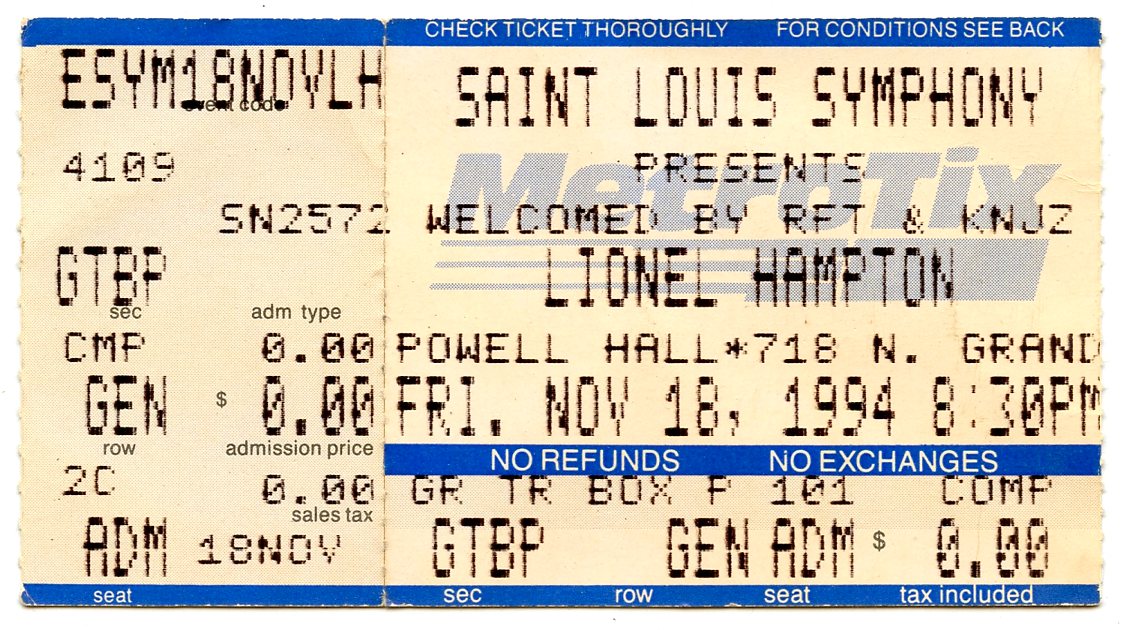 ESYM18NOVLH
event code
4109
SN2572
GTBP
sec adm type
CMP 0.00
GEN $ 0.00
row admission price
2C 0.00
sales tax
ADM 18NOV
seat
CHECK TICKET THOROUGHLY FOR CONDITIONS SEE BACK
SAINT LOUIS SYMPHONY
PRESENTS
MetroTix
WELCOMED BY RFT & KNJZ
LIONEL HAMPTON
POWELL HALL*718 N. GRAND
FRI, NOV 18, 1994 8:30PM
NO REFUNDS NO EXCHANGES
GR TR BOX P 101 COMP
GTBP GEN ADM $ 0.00
sec row seat tax included